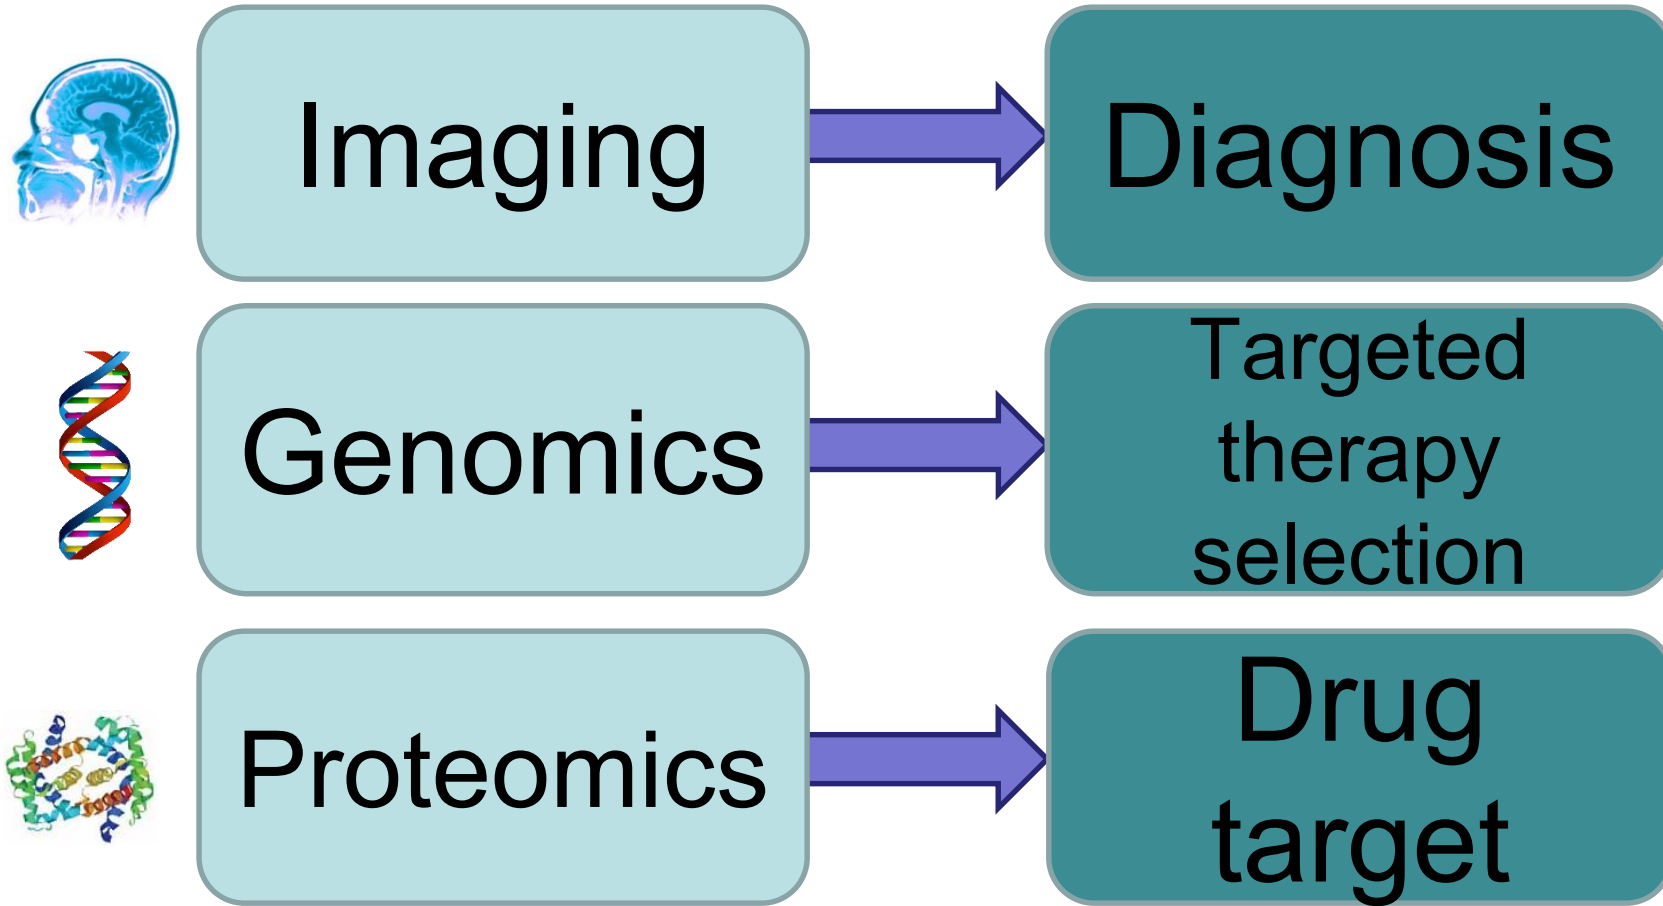 Imaging
Diagnosis
Genomics
Targeted
therapy
selection
Proteomics
Drug
target